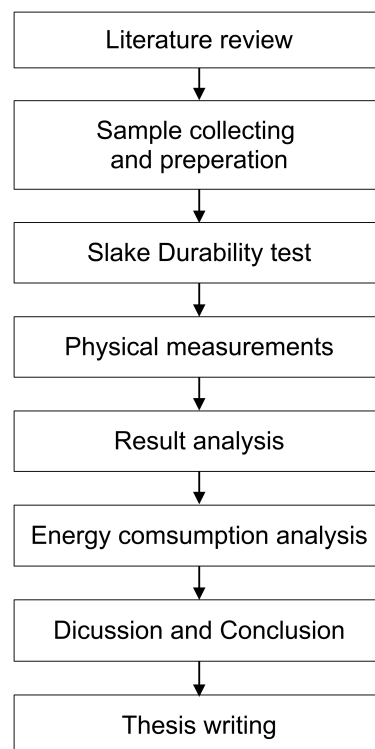 Literature review
Sample collecting
and preperation
Slake Durability test
Physical measurements
Result analysis
Energy comsumption analysis
Dicussion and Conclusion
Thesis writing